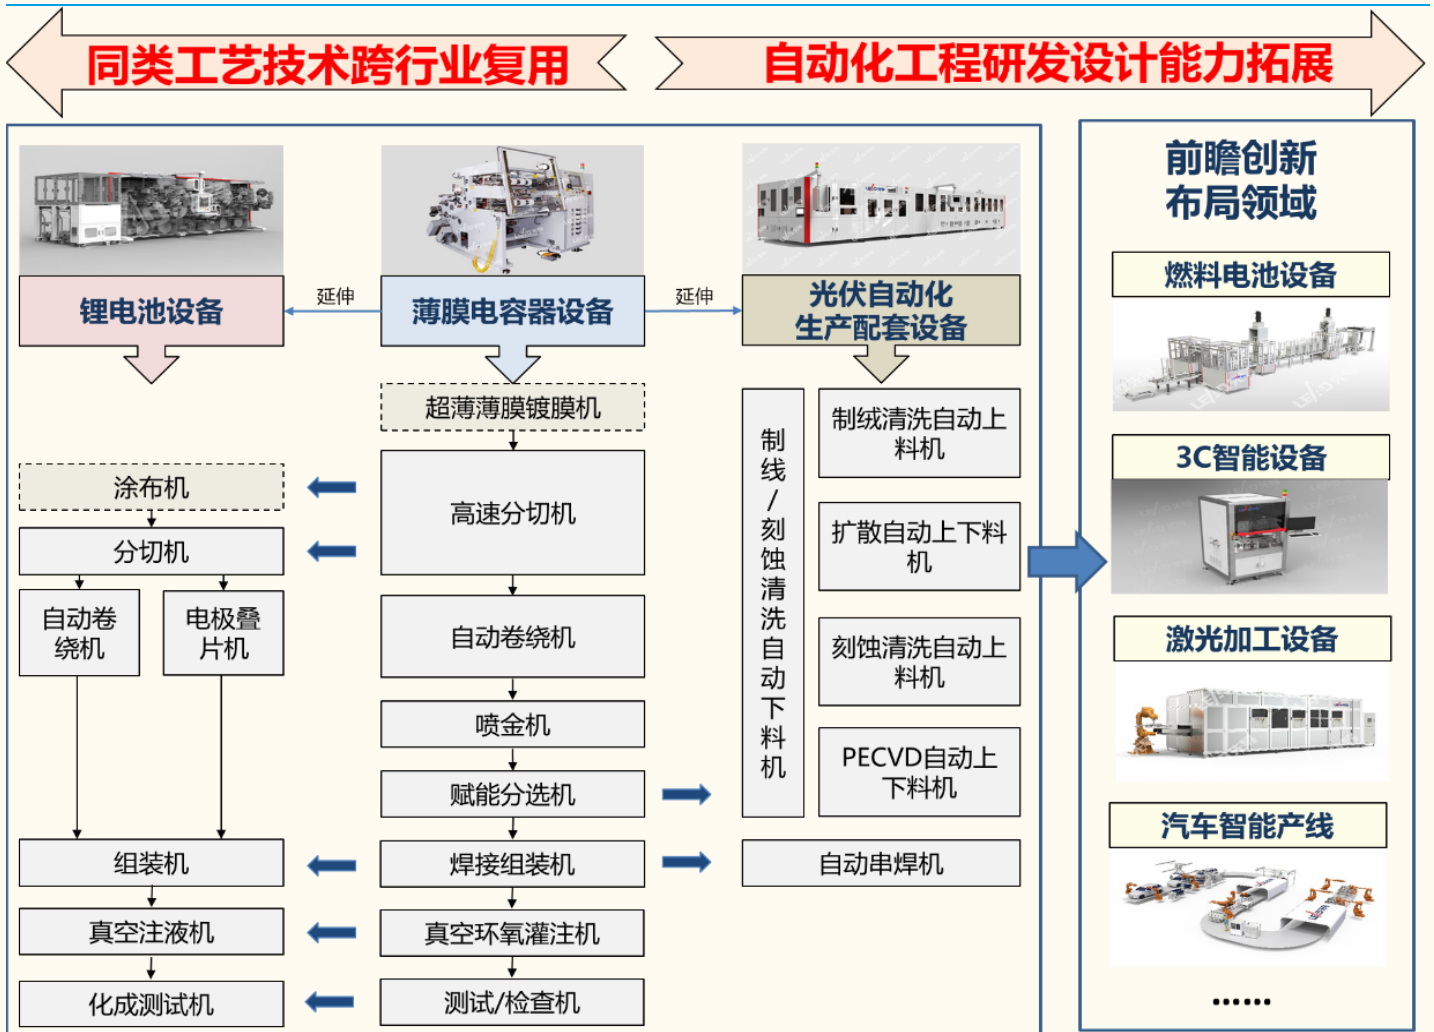 同类工艺技术跨行业复用
自动化工程研发设计能力拓展
锂电池设备
延伸
薄膜电容器设备
延伸
光伏自动化
生产配套设备
涂布机
分切机
自动卷
绕机
电极叠
片机
组装机
真空注液机
化成测试机
超薄薄膜镀膜机
高速分切机
自动卷绕机
喷金机
赋能分选机
焊接组装机
真空环氧灌注机
测试/检查机
制
线
/
刻
蚀
清
洗
自
动
下
料
机
制绒清洗自动上
料机
扩散自动上下料
机
刻蚀清洗自动上
料机
PECVD自动上
下料机
自动串焊机
前瞻创新
布局领域
燃料电池设备
3C智能设备
激光加工设备
汽车智能产线
······